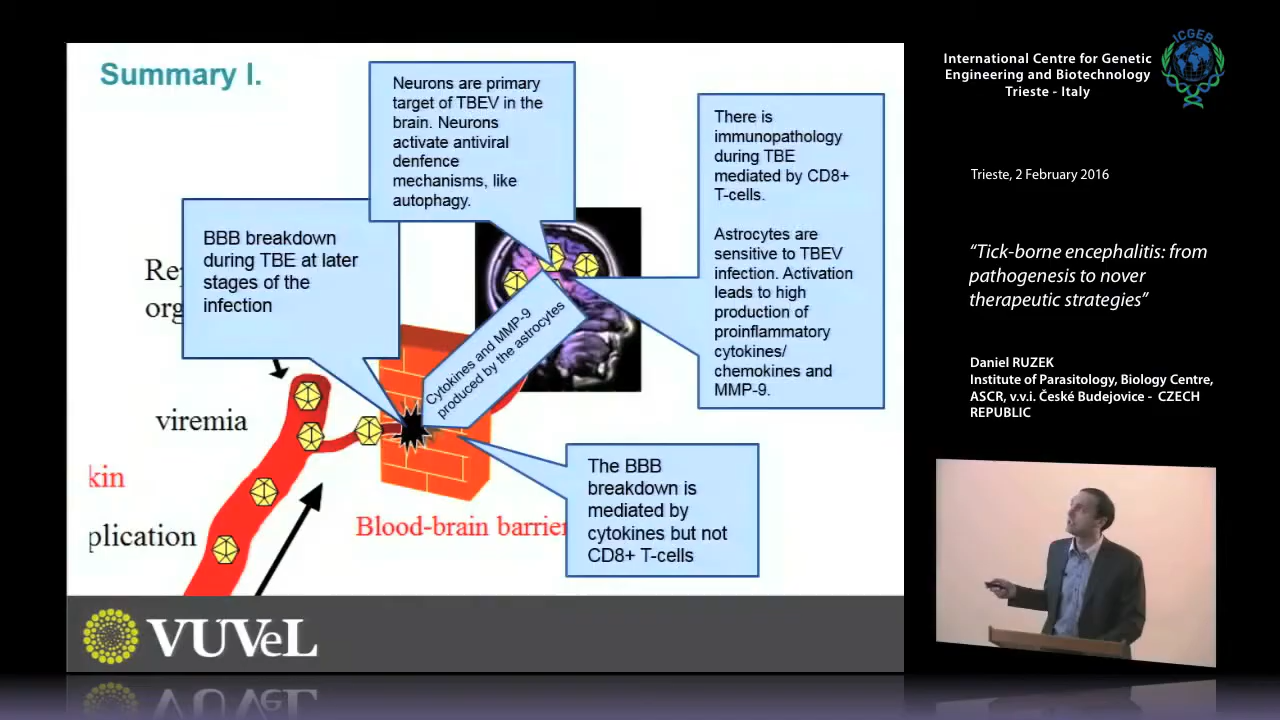 Summary I.
Neurons are primary
target of TBEV in the
brain. Neurons
activate antiviral
denfence
mechanisms, like
autophagy.
There is
immunopathology
during TBE
mediated by CD8+
T-cells.
Astrocytes are
sensitive to TBEV
infection. Activation
leads to high
production of
proinflammatory
cytokines/
chemokines and
MMP-9.
BBB breakdown
during TBE at later
stages of the
infection
Re
org
Cytokines and MMP-9
produced by the astrocytes
viremia
kin
plication
Blood-brain barrier
The BBB
breakdown is
mediated by
cytokines but not
CD8+ T-cells
VUVeL
International Centre for Genetic
Engineering and Biotechnology
Trieste - Italy
ICGEB
Trieste, 2 February 2016
“Tick-borne encephalitis: from
pathogenesis to nover
therapeutic strategies”
Daniel RUZEK
Institute of Parasitology, Biology Centre,
ASCR, v.v.i. České Budejovice - CZECH
REPUBLIC